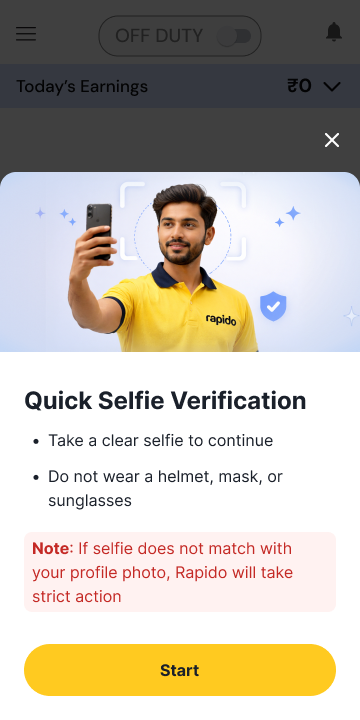 OFF DUTY
Today's Earnings ₹0
rapido
Quick Selfie Verification
• Take a clear selfie to continue
• Do not wear a helmet, mask, or
sunglasses
Note: If selfie does not match with
your profile photo, Rapido will take
strict action
Start